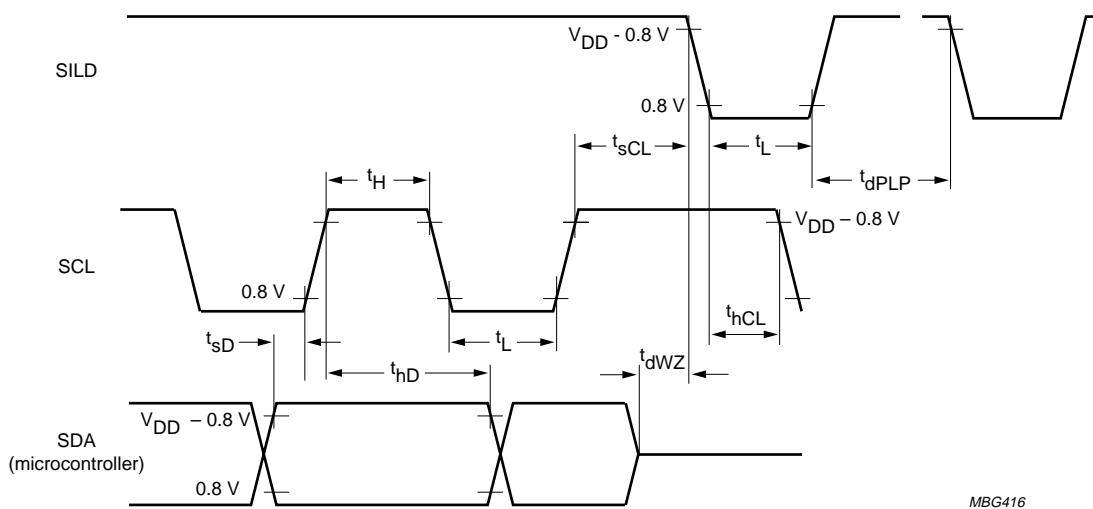 VDD - 0.8 V
SILD
0.8 V
tsCL
tL
tH
tdPLP
VDD – 0.8 V
SCL
0.8 V
thCL
tsD
tL
tdWZ
thD
VDD – 0.8 V
SDA
(microcontroller)
0.8 V
MBG416